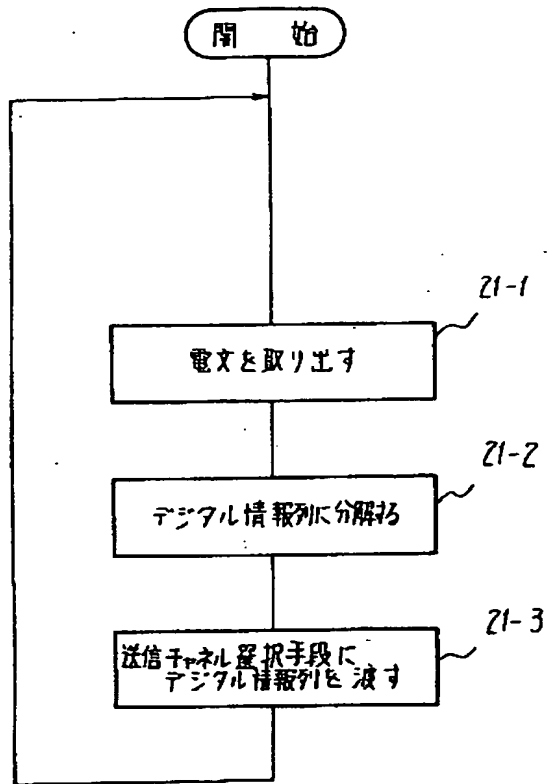 開 始
21-1
電文を取り出す
21-2
デジタル情報列に分解する
21-3
送信チャネル選択手段に
デジタル情報列を渡す